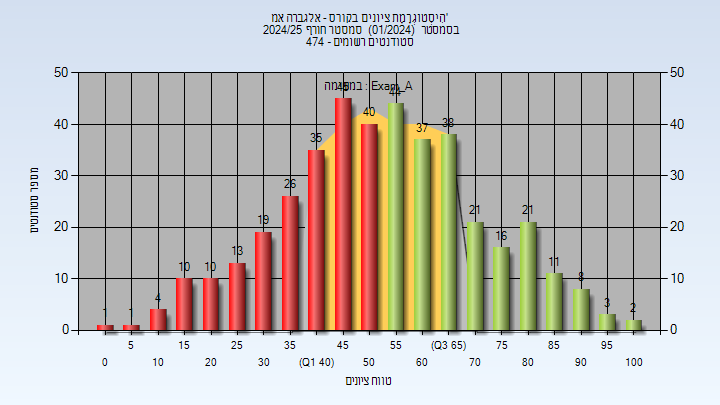 היסטוגרמת ציונים בקורס - אלגברה אמ'
בסמסטר (01/2024) סמסטר חורף 2024/25
סטודנטים רשומים - 474
במשימה : Exam_A
מספר סטודנטים
50 40 30 20 10 0
50 40 30 20 10 0
1 1 4 10 10 13 19 26 35 45 40 44 37 38 21 16 21 11 8 3 2
5 15 25 35 45 55 (Q3 65) 75 85 95
0 10 20 30 (Q1 40) 50 60 70 80 90 100
טווח ציונים